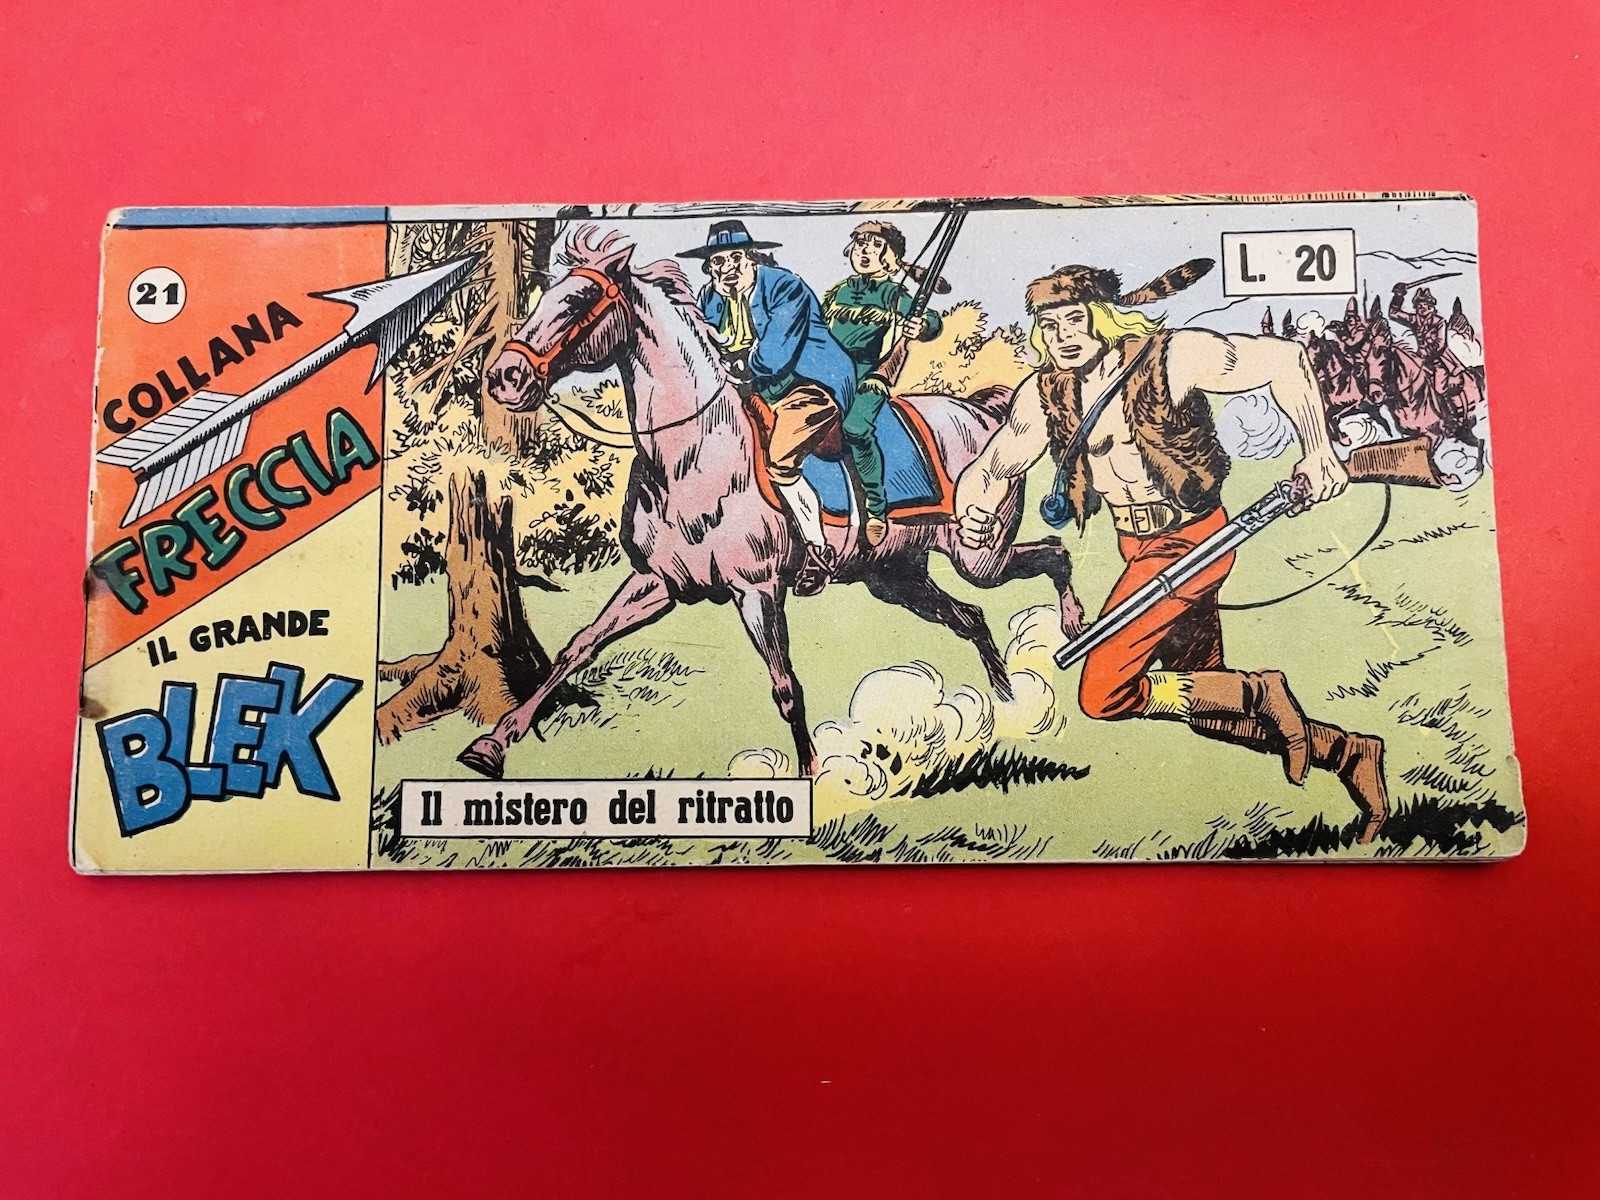 21
COLLANA
FRECCIA
IL GRANDE
BLEK
L. 20
Il mistero del ritratto